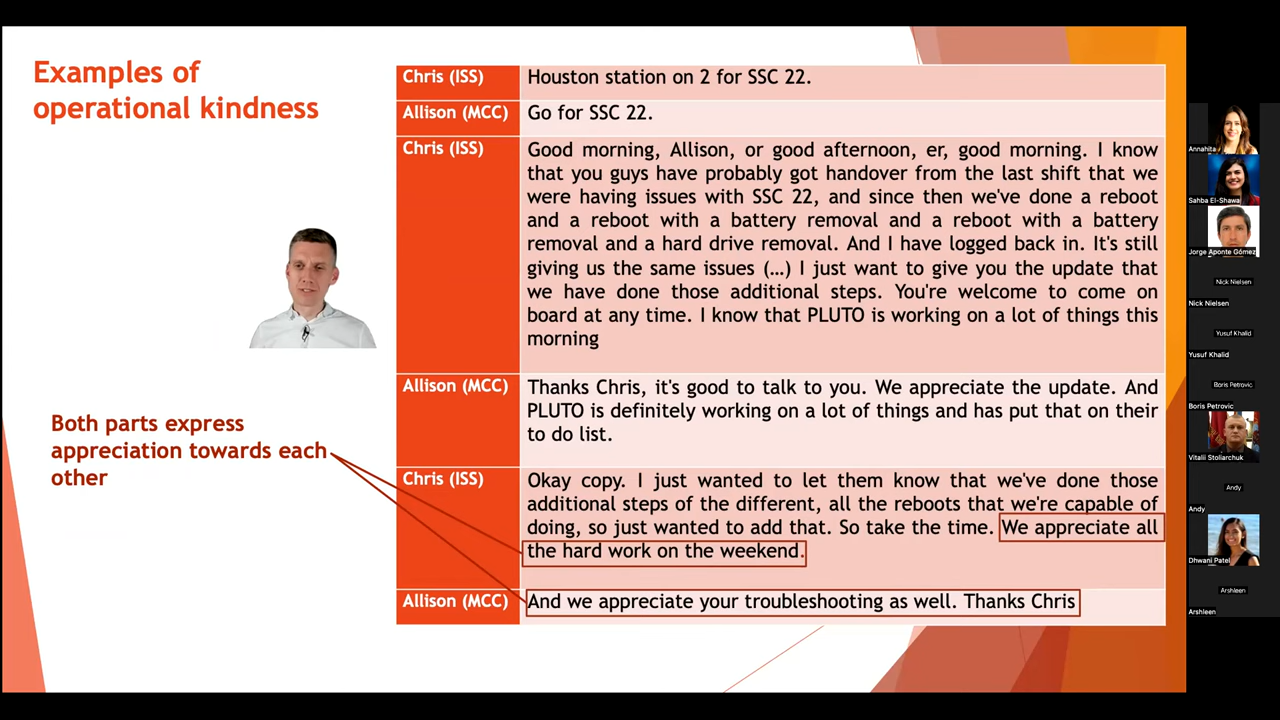 Examples of
operational kindness
Chris (ISS)
Houston station on 2 for SSC 22.
Allison (MCC)
Go for SSC 22.
Chris (ISS)
Good morning, Allison, or good afternoon, er, good morning. I know
that you guys have probably got handover from the last shift that we
were having issues with SSC 22, and since then we've done a reboot
and a reboot with a battery removal and a reboot with a battery
removal and a hard drive removal. And I have logged back in. It's still
giving us the same issues (…) I just want to give you the update that
we have done those additional steps. You're welcome to come on
board at any time. I know that PLUTO is working on a lot of things this
morning
Allison (MCC)
Thanks Chris, it's good to talk to you. We appreciate the update. And
PLUTO is definitely working on a lot of things and has put that on their
to do list.
Chris (ISS)
Okay copy. I just wanted to let them know that we've done those
additional steps of the different, all the reboots that we're capable of
doing, so just wanted to add that. So take the time. We appreciate all
the hard work on the weekend.
Allison (MCC)
And we appreciate your troubleshooting as well. Thanks Chris
Both parts express
appreciation towards each
other
Annahita
Sahba El-Shawa
Jorge Aponte Gómez
Nick Nielsen
Nick Nielsen
Yusuf Khalid
Yusuf Khalid
Boris Petrovic
Boris Petrovic
Vitalii Stoliarchuk
Andy
Andy
Dhwani Patel
Arshleen
Arshleen